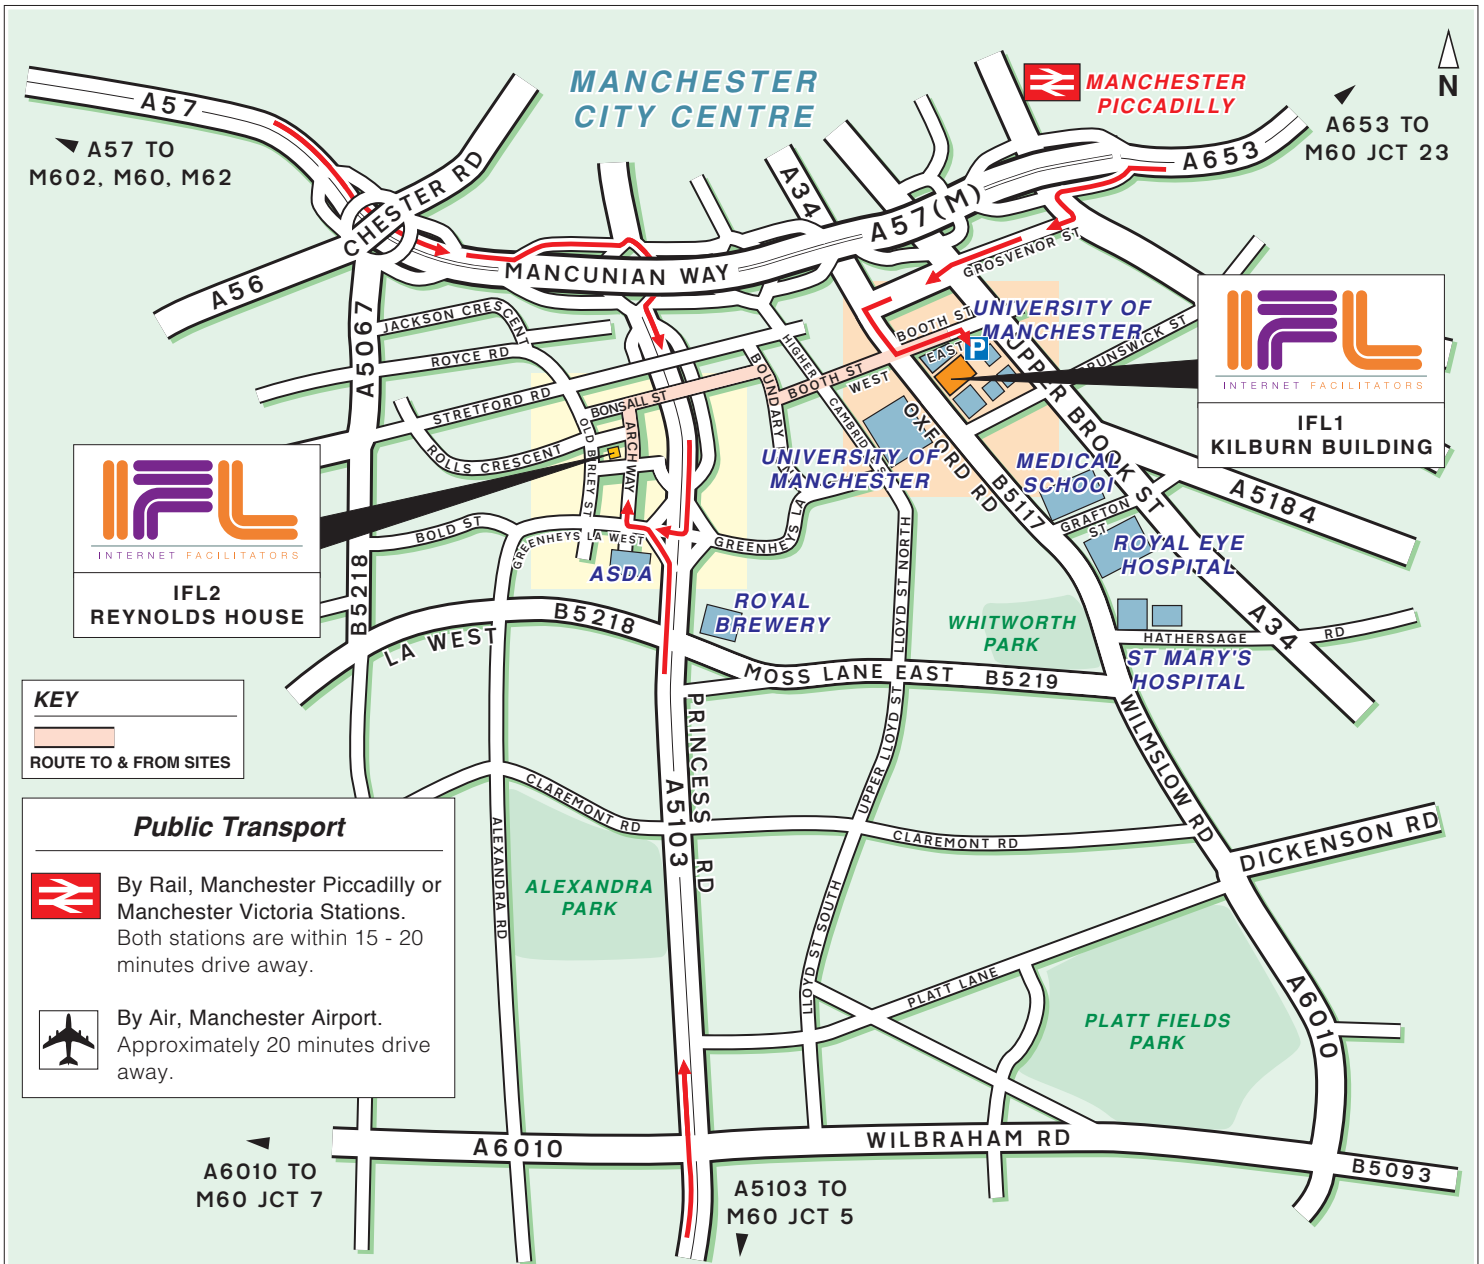 MANCHESTER
CITY CENTRE
MANCHESTER
PICCADILLY
N
A57
A57 TO
M602, M60, M62
CHESTER RD
A34
A57(M)
A653
A653 TO
M60 JCT 23
A56
MANCUNIAN WAY
GROSVENOR ST
A5067
JACKSON CRESCENT
ROYCE RD
STRETFORD RD
ROLLS CRESCENT
BONSALL ST
OLD BIRLEY ST
ARCHWAY
BOUNDARY LA
HIGHER
CAMBRIDGE ST
BOOTH ST
WEST
BOOTH ST
EAST
P
UNIVERSITY OF
MANCHESTER
BRUNSWICK ST
UPPER BROOK ST
OXFORD RD
B5117
UNIVERSITY OF
MANCHESTER
MEDICAL
SCHOOL
GRAFTON
ST
ROYAL EYE
HOSPITAL
A5184
A34
HATHERSAGE
RD
ST MARY'S
HOSPITAL
IFL
INTERNET FACILITATORS
IFL1
KILBURN BUILDING
IFL
INTERNET FACILITATORS
IFL2
REYNOLDS HOUSE
BOLD ST
GREENHEYS LA WEST
GREENHEYS
ASDA
ROYAL
BREWERY
B5218
B5218
LA WEST
LLOYD ST NORTH
WHITWORTH
PARK
MOSS LANE EAST
B5219
UPPER LLOYD ST
WILMSLOW RD
PRINCESS RD
A5103
CLAREMONT RD
CLAREMONT RD
DICKENSON RD
ALEXANDRA RD
ALEXANDRA
PARK
LLOYD ST SOUTH
PLATT LANE
PLATT FIELDS
PARK
A6010
A6010
WILBRAHAM RD
B5093
A6010 TO
M60 JCT 7
A5103 TO
M60 JCT 5
KEY
ROUTE TO & FROM SITES
Public Transport
By Rail, Manchester Piccadilly or
Manchester Victoria Stations.
Both stations are within 15 - 20
minutes drive away.
By Air, Manchester Airport.
Approximately 20 minutes drive
away.